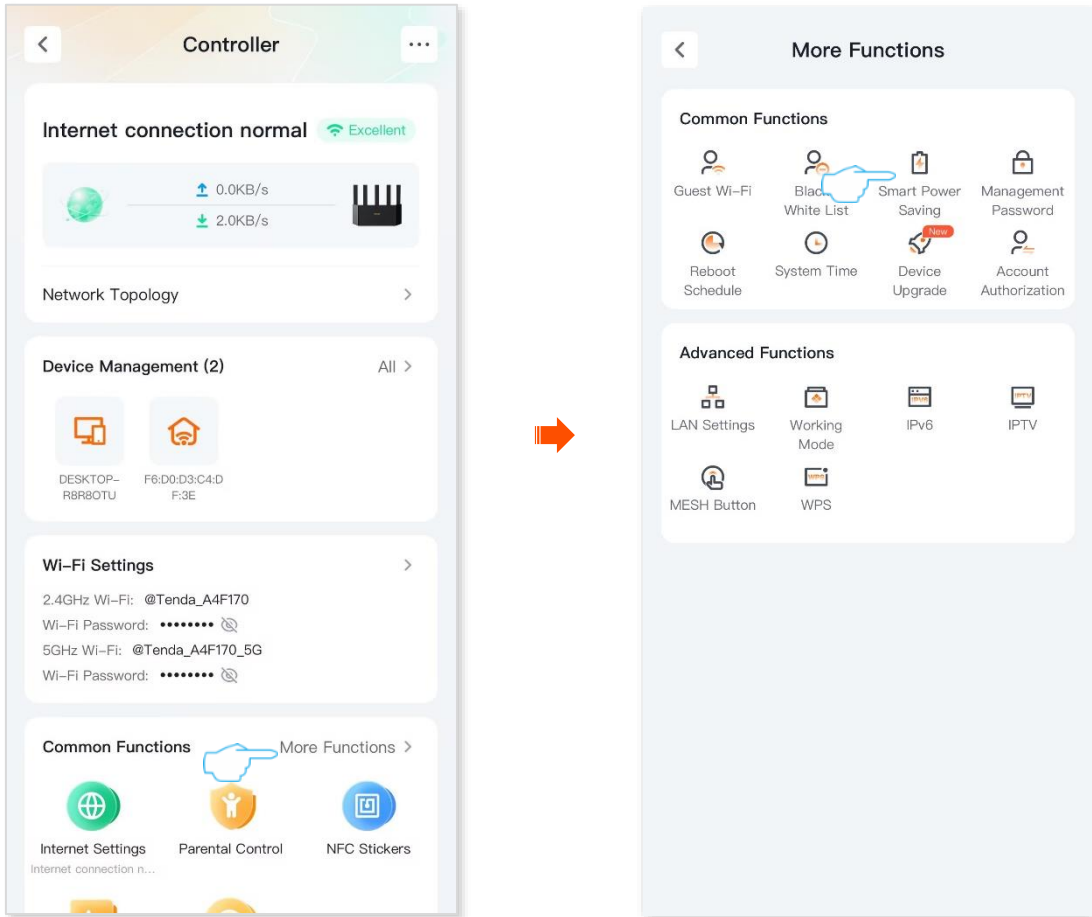 Controller
Internet connection normal
Excellent
0.0KB/s
2.0KB/s
Network Topology
Device Management (2)
All
DESKTOP-
R8R8OTU
F6:D0:D3:C4:D
F:3E
Wi-Fi Settings
2.4GHz Wi-Fi: @Tenda_A4F170
Wi-Fi Password: ••••••••
5GHz Wi-Fi: @Tenda_A4F170_5G
Wi-Fi Password: ••••••••
Common Functions
More Functions
Internet Settings
Internet connection n...
Parental Control
NFC Stickers
More Functions
Common Functions
Guest Wi-Fi
White List
Smart Power
Saving
Management
Password
Reboot
Schedule
System Time
New
Device
Upgrade
Account
Authorization
Advanced Functions
LAN Settings
Working
Mode
IPv6
IPTV
IPTV
MESH Button
WPS